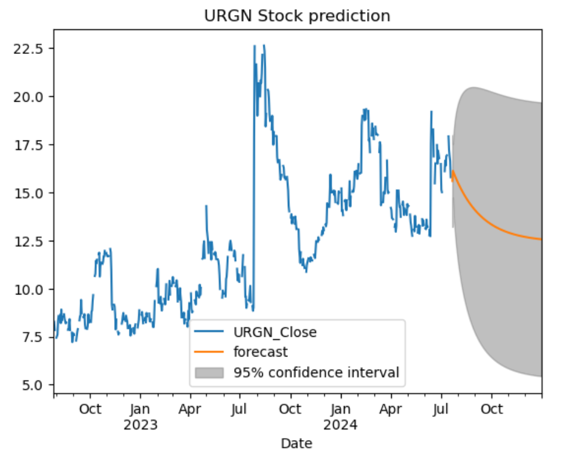 URGN Stock prediction
22.5
20.0
17.5
15.0
12.5
10.0
7.5
5.0
URGN_Close
forecast
95% confidence interval
Oct Jan Apr Jul Oct Jan Apr Jul Oct
2023 2024
Date